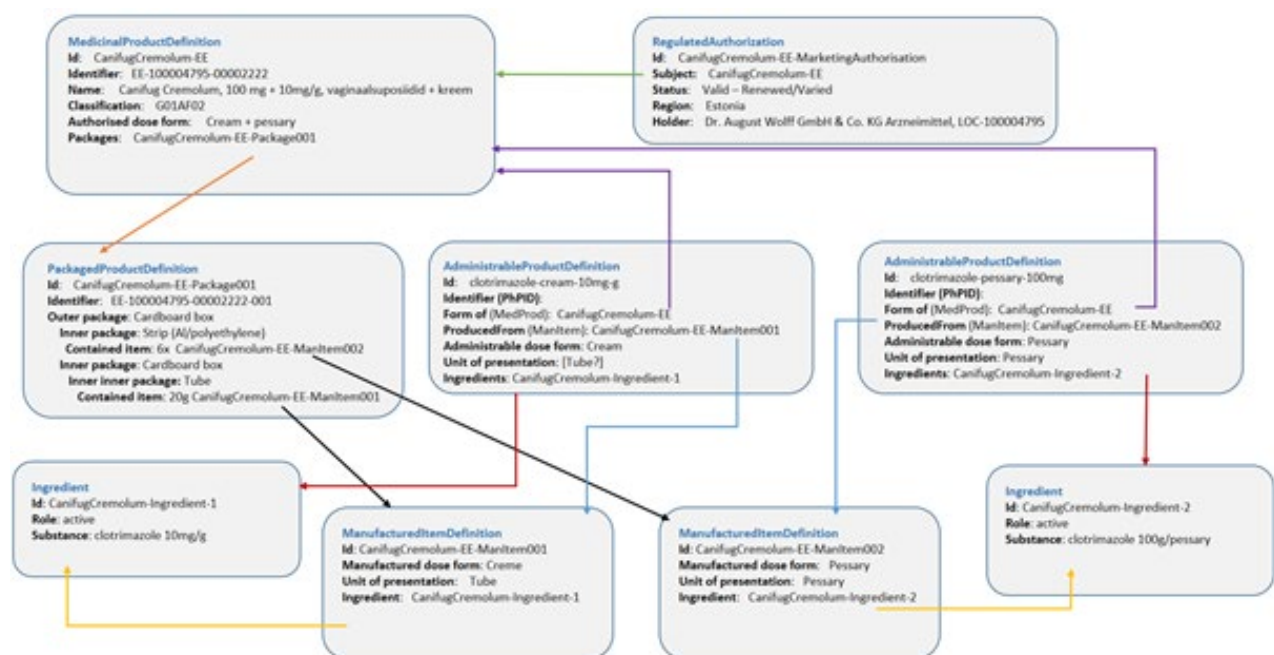 MedicinalProductDefinition
Id: CanifugCremolum-EE
Identifier: EE-100004795-00002222
Name: Canifug Cremolum, 100 mg + 10mg/g, vaginaalsuposiidid + kreem
Classification: G01AF02
Authorised dose form: Cream + pessary
Packages: CanifugCremolum-EE-Package001
RegulatedAuthorization
Id: CanifugCremolum-EE-MarketingAuthorisation
Subject: CanifugCremolum-EE
Status: Valid – Renewed/Varied
Region: Estonia
Holder: Dr. August Wolff GmbH & Co. KG Arzneimittel, LOC-100004795
PackagedProductDefinition
Id: CanifugCremolum-EE-Package001
Identifier: EE-100004795-00002222-001
Outer package: Cardboard box
Inner package: Strip (Al/polyethylene)
Contained item: 6x CanifugCremolum-EE-ManItem002
Inner package: Cardboard box
Inner inner package: Tube
Contained item: 20g CanifugCremolum-EE-ManItem001
AdministrableProductDefinition
Id: clotrimazole-cream-10mg-g
Identifier (PhPID):
Form of (MedProd): CanifugCremolum-EE
ProducedFrom (ManItem): CanifugCremolum-EE-ManItem001
Administrable dose form: Cream
Unit of presentation: [Tube?]
Ingredients: CanifugCremolum-Ingredient-1
AdministrableProductDefinition
Id: clotrimazole-pessary-100mg
Identifier (PhPID):
Form of (MedProd): CanifugCremolum-EE
ProducedFrom (ManItem): CanifugCremolum-EE-ManItem002
Administrable dose form: Pessary
Unit of presentation: Pessary
Ingredients: CanifugCremolum-Ingredient-2
Ingredient
Id: CanifugCremolum-Ingredient-1
Role: active
Substance: clotrimazole 10mg/g
ManufacturedItemDefinition
Id: CanifugCremolum-EE-ManItem001
Manufactured dose form: Creme
Unit of presentation: Tube
Ingredient: CanifugCremolum-Ingredient-1
ManufacturedItemDefinition
Id: CanifugCremolum-EE-ManItem002
Manufactured dose form: Pessary
Unit of presentation: Pessary
Ingredient: CanifugCremolum-Ingredient-2
Ingredient
Id: CanifugCremolum-Ingredient-2
Role: active
Substance: clotrimazole 100g/pessary